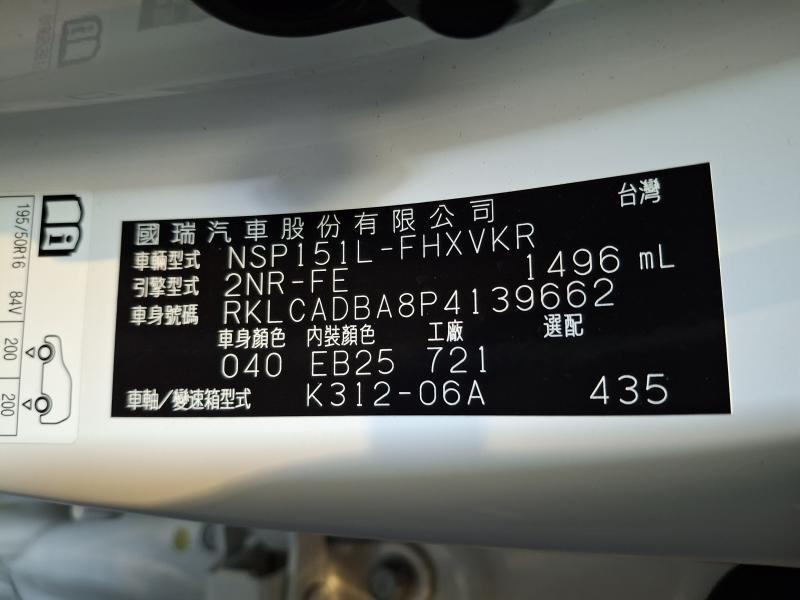 國瑞汽車股份有限公司 台灣
車輛型式 NSP151L-FHXVKR
引擎型式 2NR-FE 1496 mL
車身號碼 RKLCADBA8P4139662
車身顏色 內裝顏色 工廠 選配
040 EB25 721
車軸/變速箱型式 K312-06A 435
195/50R16 84V 200 200